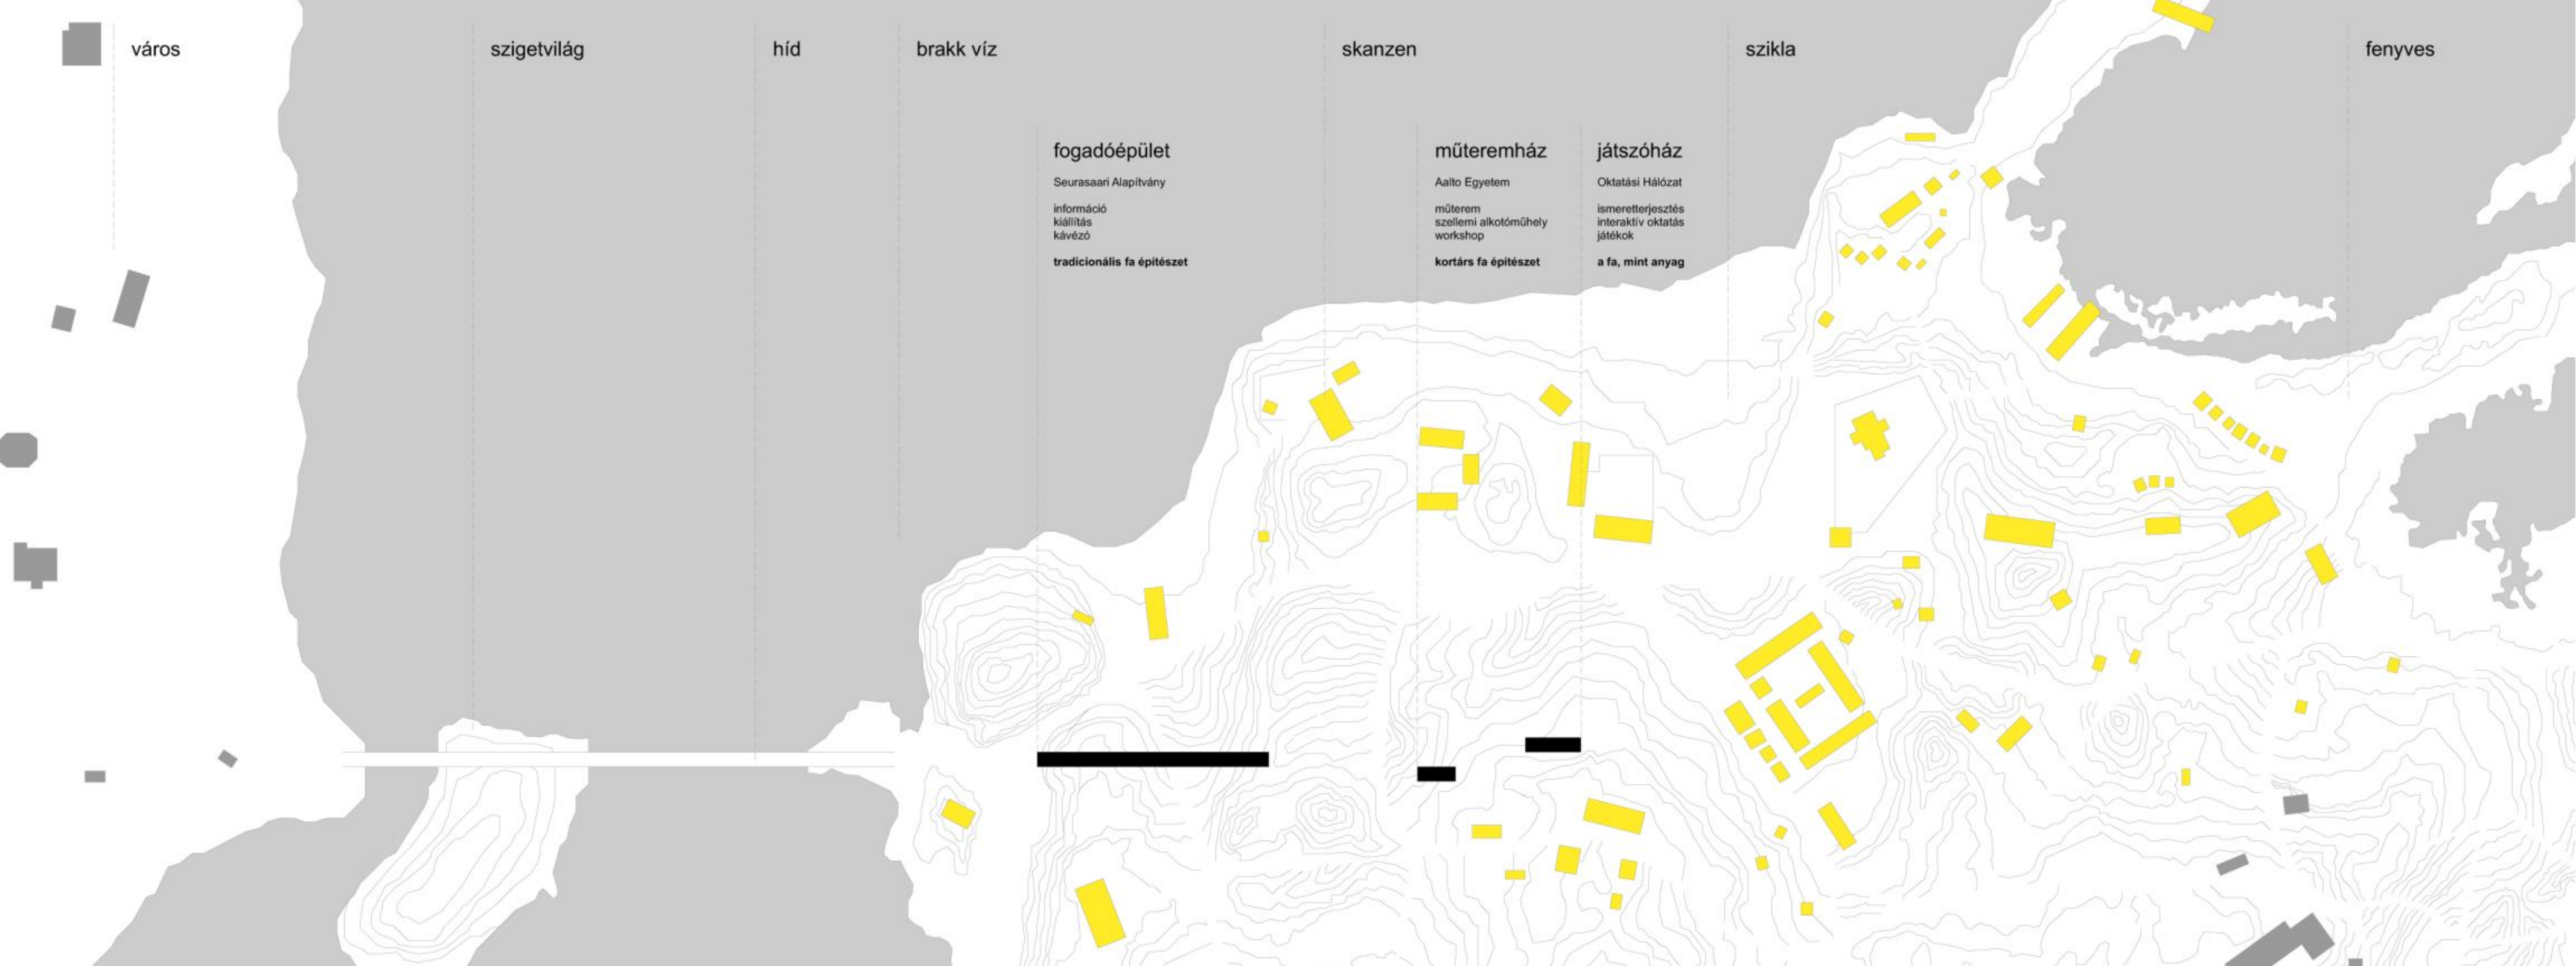 város
szigetvilág
híd
brakk víz
skanzen
szikla
fenyves
fogadóépület
Seurasaari Alapítvány
információ
kiállítás
kávézó
tradicionális fa építészet
műteremház
Aalto Egyetem
műterem
szellemi alkotóműhely
workshop
kortárs fa építészet
játszóház
Oktatási Hálózat
ismeretterjesztés
interaktív oktatás
játékok
a fa, mint anyag